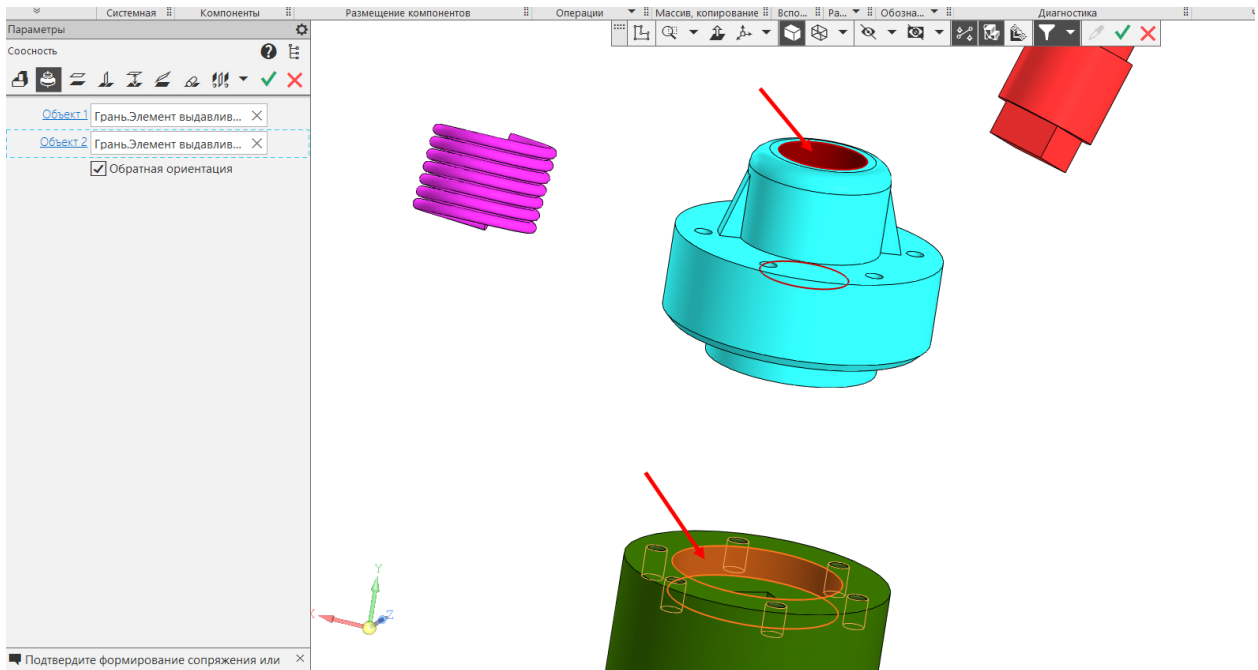 Системная Компоненты Размещение компонентов Операции Массив, копирование Вспо... Ра... Обозна... Диагностика
Параметры
Соосность
Объект 1 Грань.Элемент выдавлив...
Объект 2 Грань.Элемент выдавлив...
Обратная ориентация
Y
X
Z
Подтвердите формирование сопряжения или